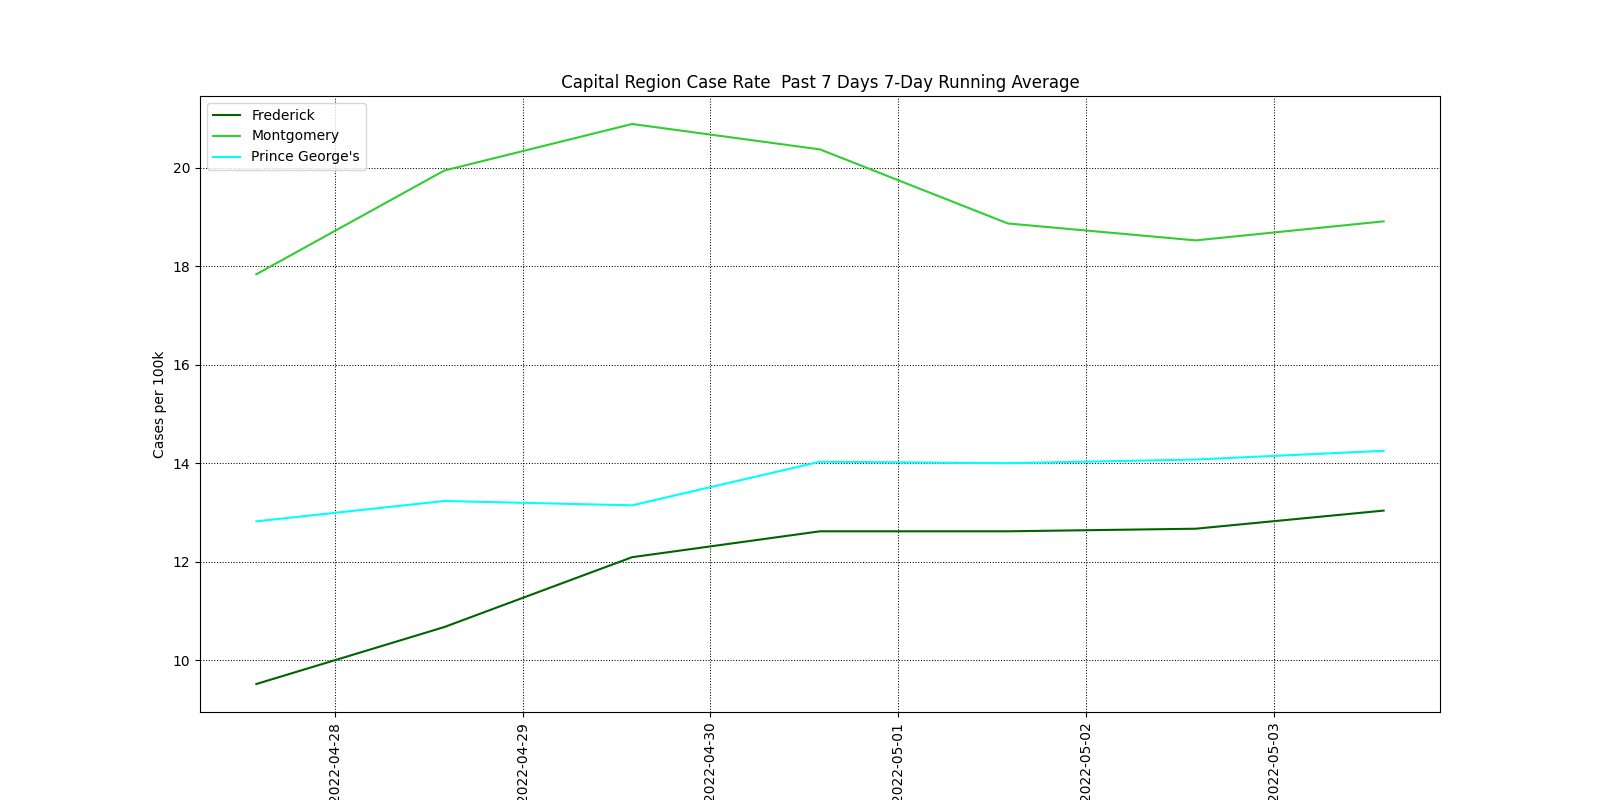 Capital Region Case Rate  Past 7 Days 7-Day Running Average
Frederick
Montgomery
Prince George's
Cases per 100k
20
18
16
14
12
10
2022-04-28
2022-04-29
2022-04-30
2022-05-01
2022-05-02
2022-05-03